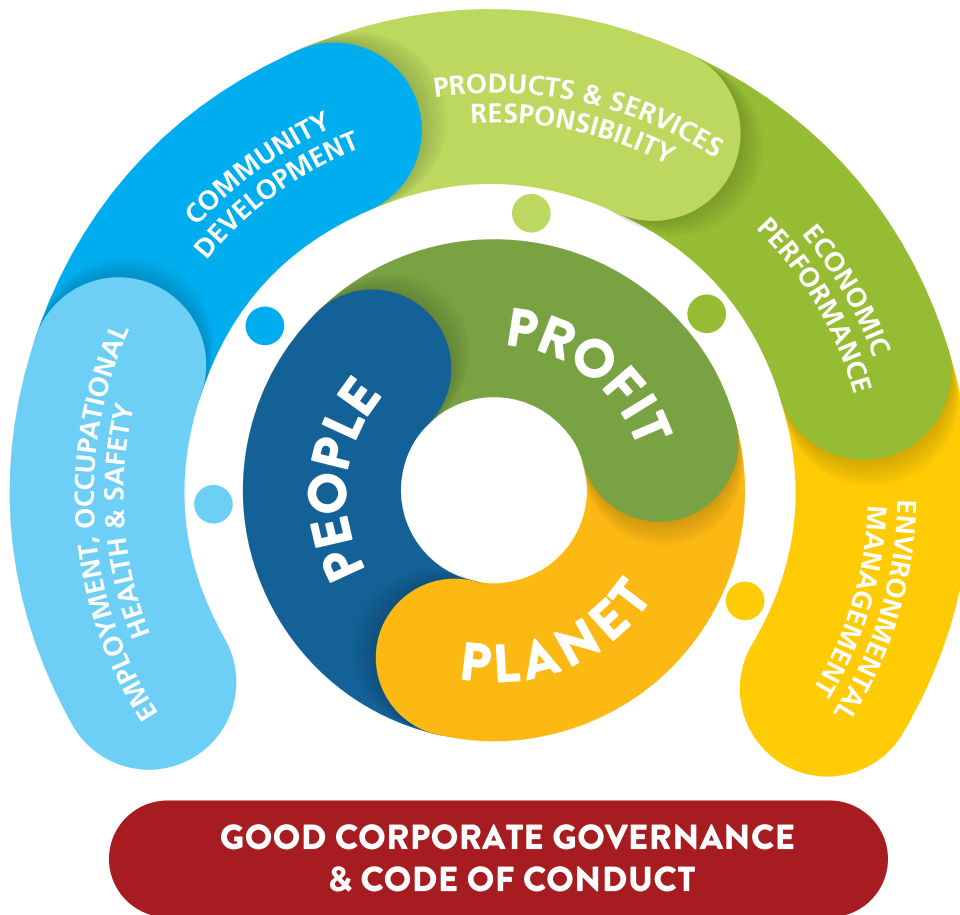 EMPLOYMENT, OCCUPATIONAL
HEALTH & SAFETY
COMMUNITY
DEVELOPMENT
PRODUCTS & SERVICES
RESPONSIBILITY
ECONOMIC
PERFORMANCE
ENVIRONMENTAL
MANAGEMENT
PEOPLE
PROFIT
PLANET
GOOD CORPORATE GOVERNANCE
& CODE OF CONDUCT